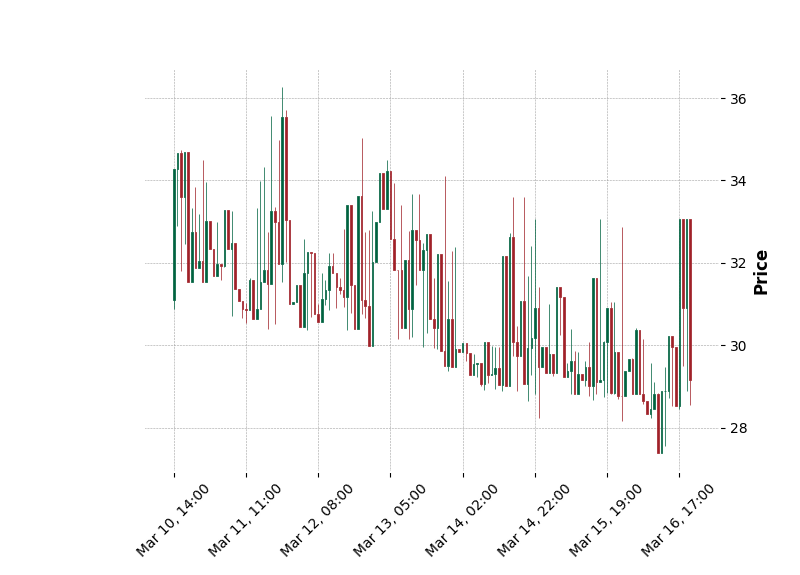 36
34
32
30
28
Price
Mar 10, 14:00
Mar 11, 11:00
Mar 12, 08:00
Mar 13, 05:00
Mar 14, 02:00
Mar 14, 22:00
Mar 15, 19:00
Mar 16, 17:00